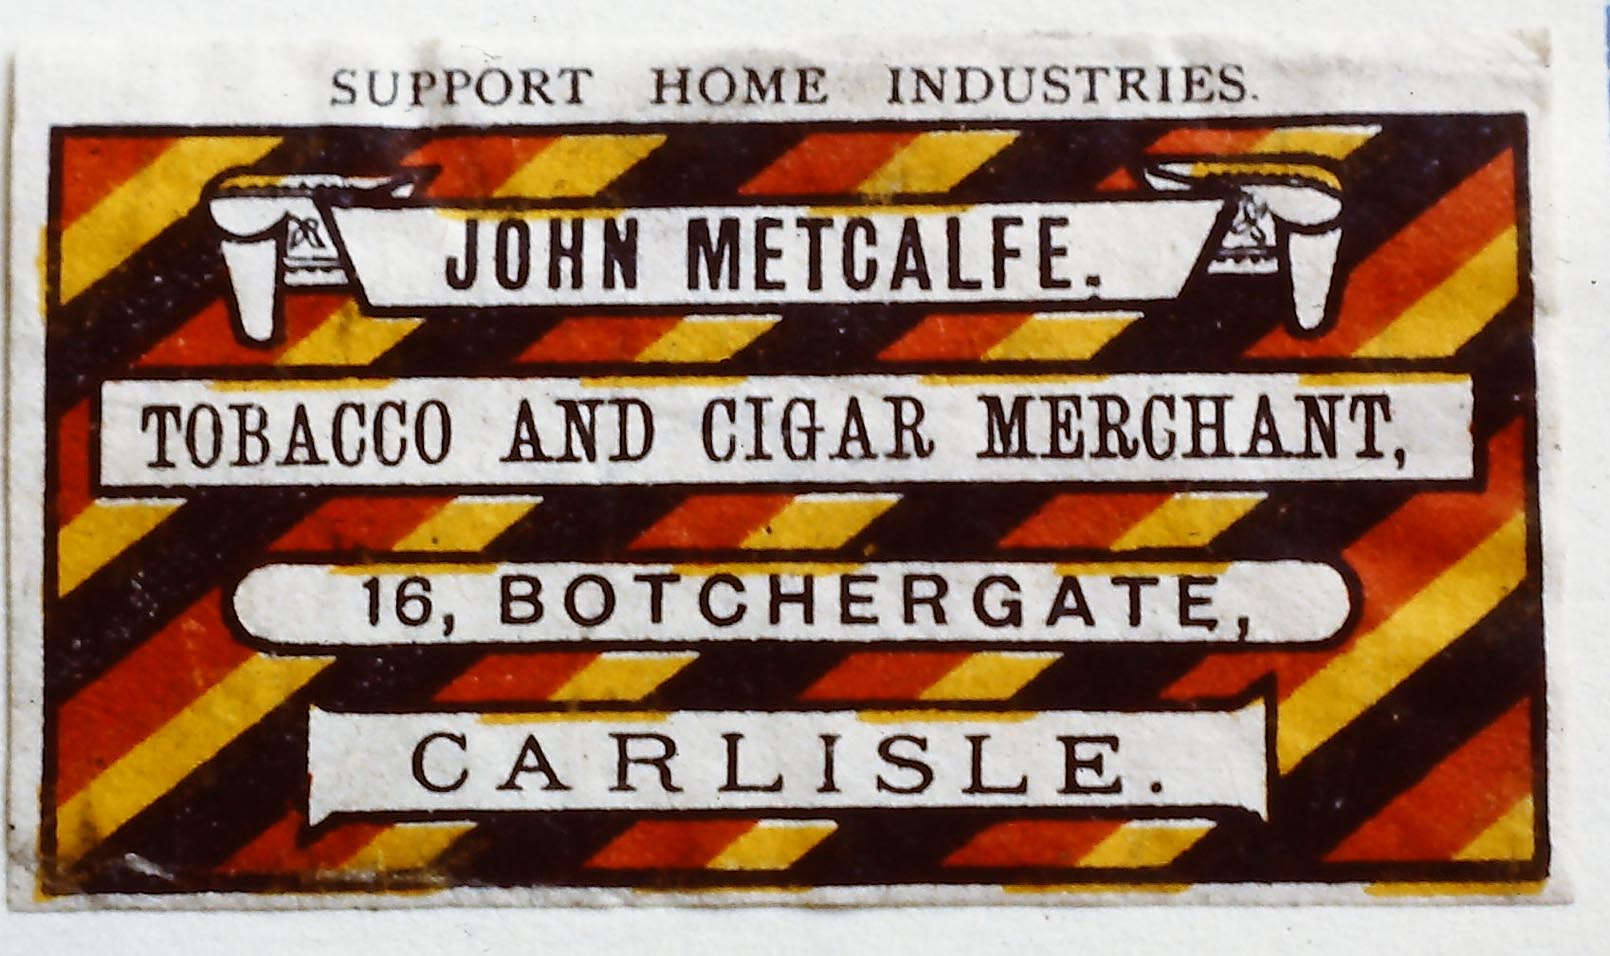 SUPPORT HOME INDUSTRIES.
JOHN METCALFE.
TOBACCO AND CIGAR MERCHANT,
16, BOTCHERGATE,
CARLISLE.